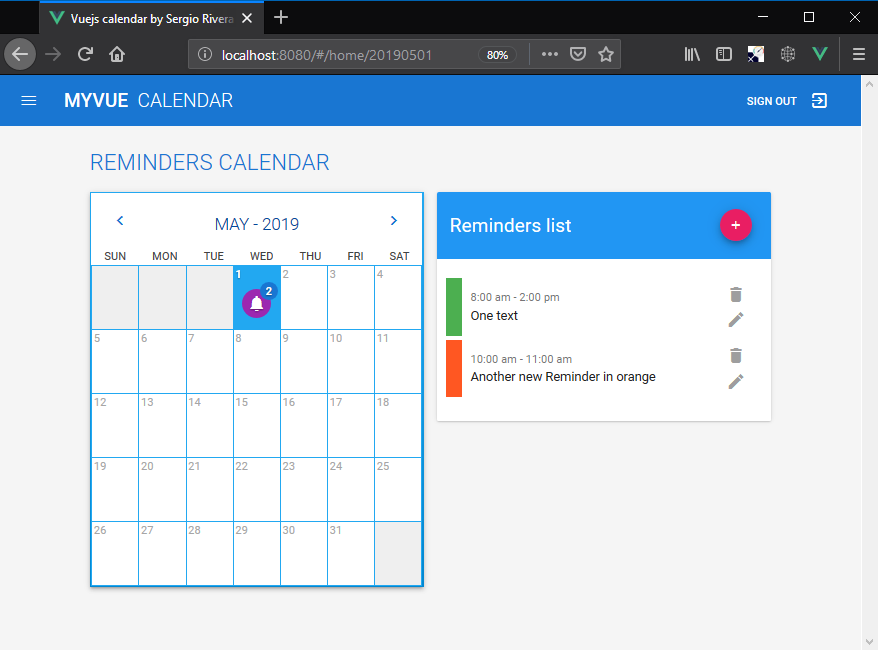 Vuejs calendar by Sergio Rivera
localhost:8080/#/home/20190501 80%
MYVUE CALENDAR SIGN OUT
REMINDERS CALENDAR
MAY - 2019
SUN MON TUE WED THU FRI SAT
1 2 2 3 4
5 6 7 8 9 10 11
12 13 14 15 16 17 18
19 20 21 22 23 24 25
26 27 28 29 30 31
Reminders list +
8:00 am - 2:00 pm
One text
10:00 am - 11:00 am
Another new Reminder in orange